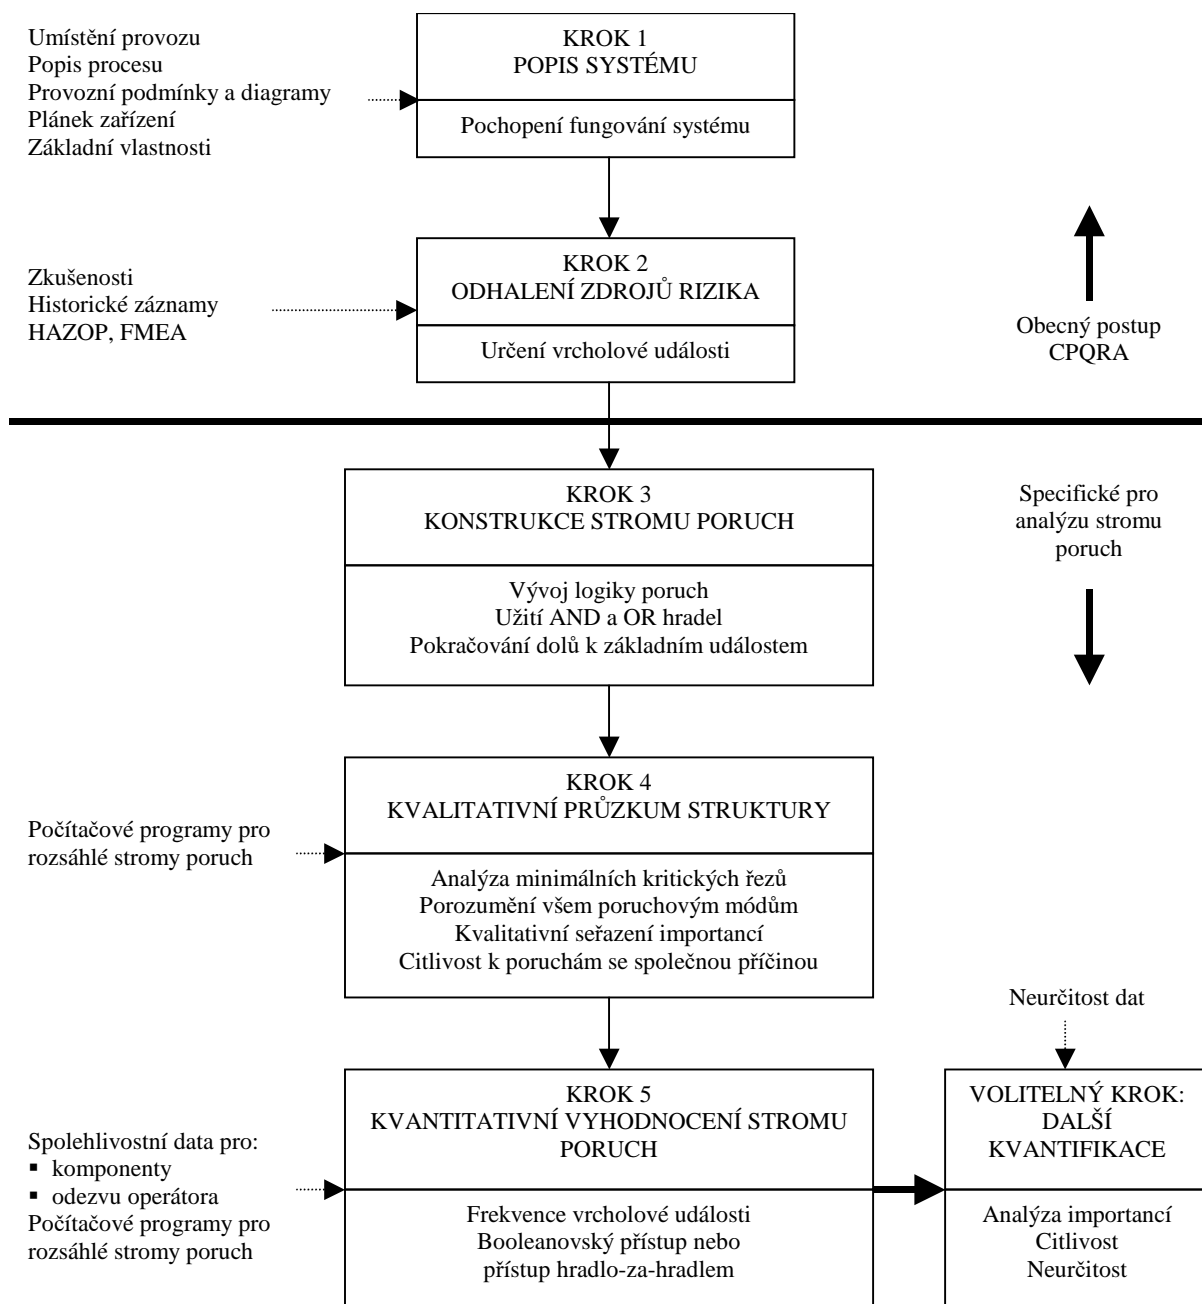 Umístění provozu
Popis procesu
Provozní podmínky a diagramy
Plánek zařízení
Základní vlastnosti
KROK 1
POPIS SYSTÉMU
Pochopení fungování systému
Zkušenosti
Historické záznamy
HAZOP, FMEA
KROK 2
ODHALENÍ ZDROJŮ RIZIKA
Určení vrcholové události
Obecný postup
CPQRA
KROK 3
KONSTRUKCE STROMU PORUCH
Vývoj logiky poruch
Užití AND a OR hradel
Pokračování dolů k základním událostem
Specifické pro
analýzu stromu
poruch
Počítačové programy pro
rozsáhlé stromy poruch
KROK 4
KVALITATIVNÍ PRŮZKUM STRUKTURY
Analýza minimálních kritických řezů
Porozumění všem poruchovým módům
Kvalitativní seřazení importancí
Citlivost k poruchám se společnou příčinou
Spolehlivostní data pro:
▪ komponenty
▪ odezvu operátora
Počítačové programy pro
rozsáhlé stromy poruch
KROK 5
KVANTITATIVNÍ VYHODNOCENÍ STROMU
PORUCH
Frekvence vrcholové události
Booleanovský přístup nebo
přístup hradlo-za-hradlem
Neurčitost dat
VOLITELNÝ KROK:
DALŠÍ
KVANTIFIKACE
Analýza importancí
Citlivost
Neurčitost